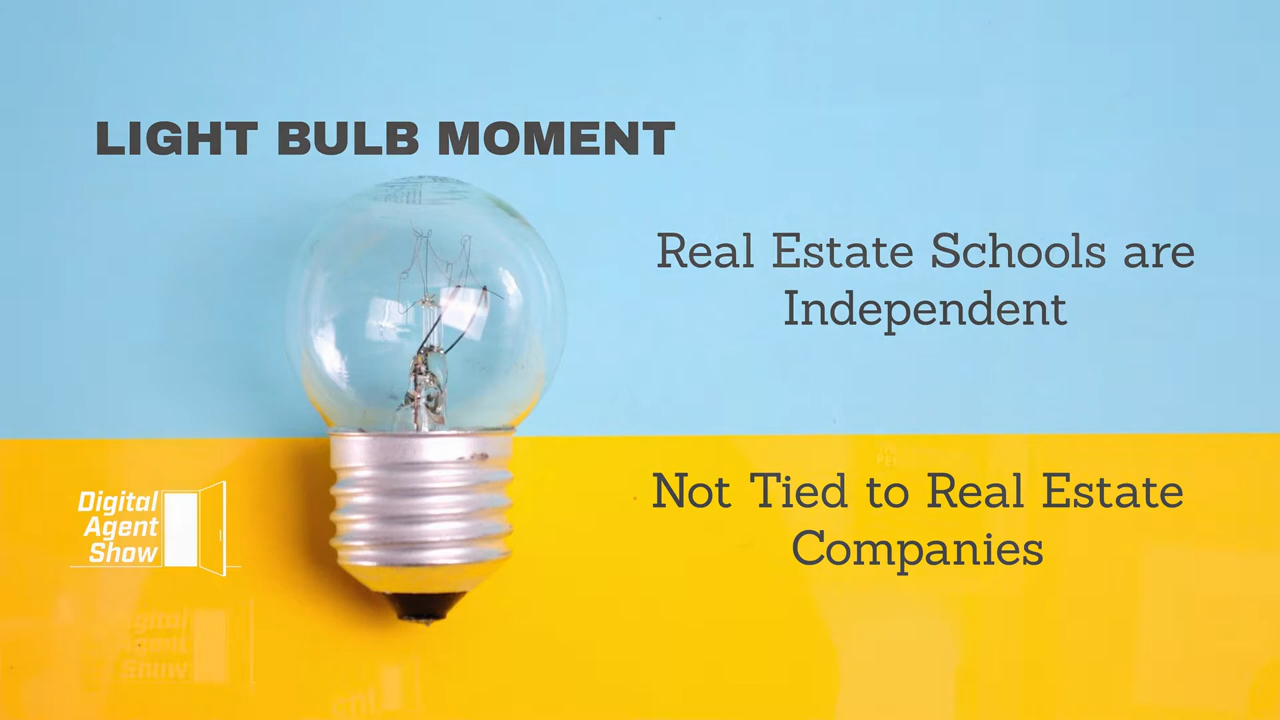 LIGHT BULB MOMENT
Real Estate Schools are
Independent
Not Tied to Real Estate
Companies
Digital
Agent
Show